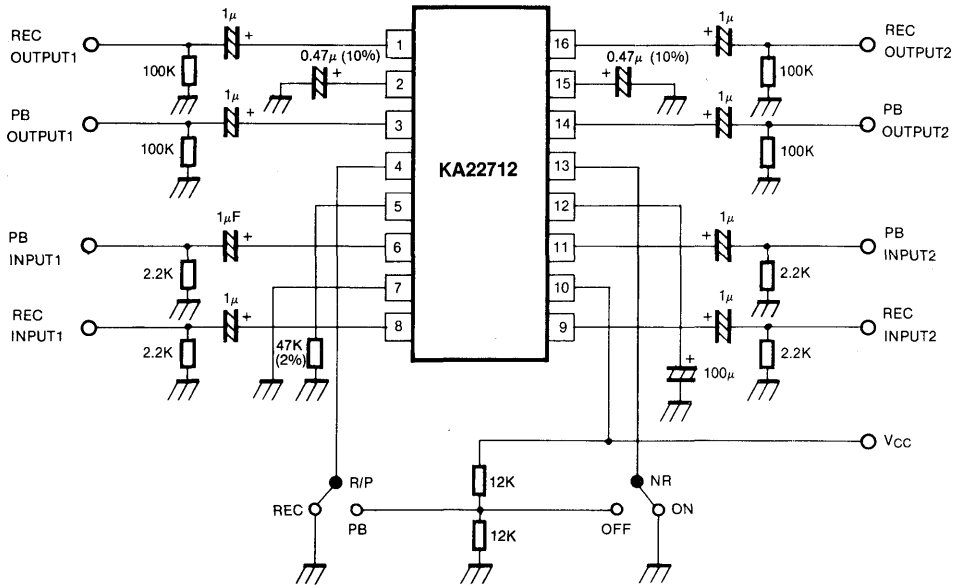 REC
OUTPUT1
1μ
+
100K
0.47μ (10%)
+
PB
OUTPUT1
1μ
+
100K
PB
INPUT1
1μF
+
2.2K
REC
INPUT1
1μ
+
2.2K
47K
(2%)
1
2
3
4
5
6
7
8
KA22712
16
15
14
13
12
11
10
9
1μ
+
REC
OUTPUT2
0.47μ (10%)
+
100K
1μ
+
PB
OUTPUT2
100K
1μ
+
PB
INPUT2
2.2K
1μ
+
REC
INPUT2
2.2K
+
100μ
VCC
R/P
REC
PB
12K
12K
NR
OFF
ON